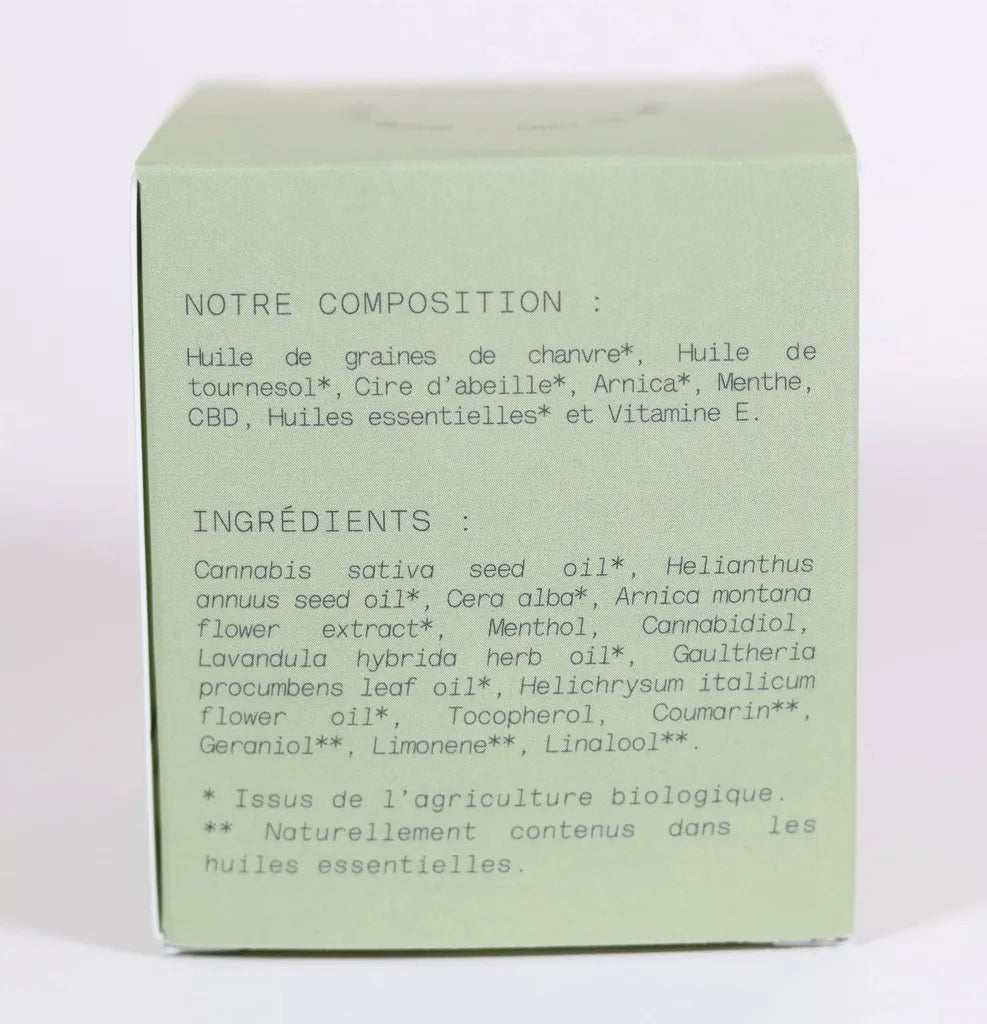 NOTRE COMPOSITION :
Huile de graines de chanvre*, Huile de
tournesol*, Cire d'abeille*, Arnica*, Menthe,
CBD, Huiles essentielles* et Vitamine E.
INGRÉDIENTS :
Cannabis sativa seed oil*, Helianthus
annuus seed oil*, Cera alba*, Arnica montana
flower extract*, Menthol, Cannabidiol,
Lavandula hybrida herb oil*, Gaultheria
procumbens leaf oil*, Helichrysum italicum
flower oil*, Tocopherol, Coumarin**,
Geraniol**, Limonene**, Linalool**.
* Issus de l'agriculture biologique.
** Naturellement contenus dans les
huiles essentielles.